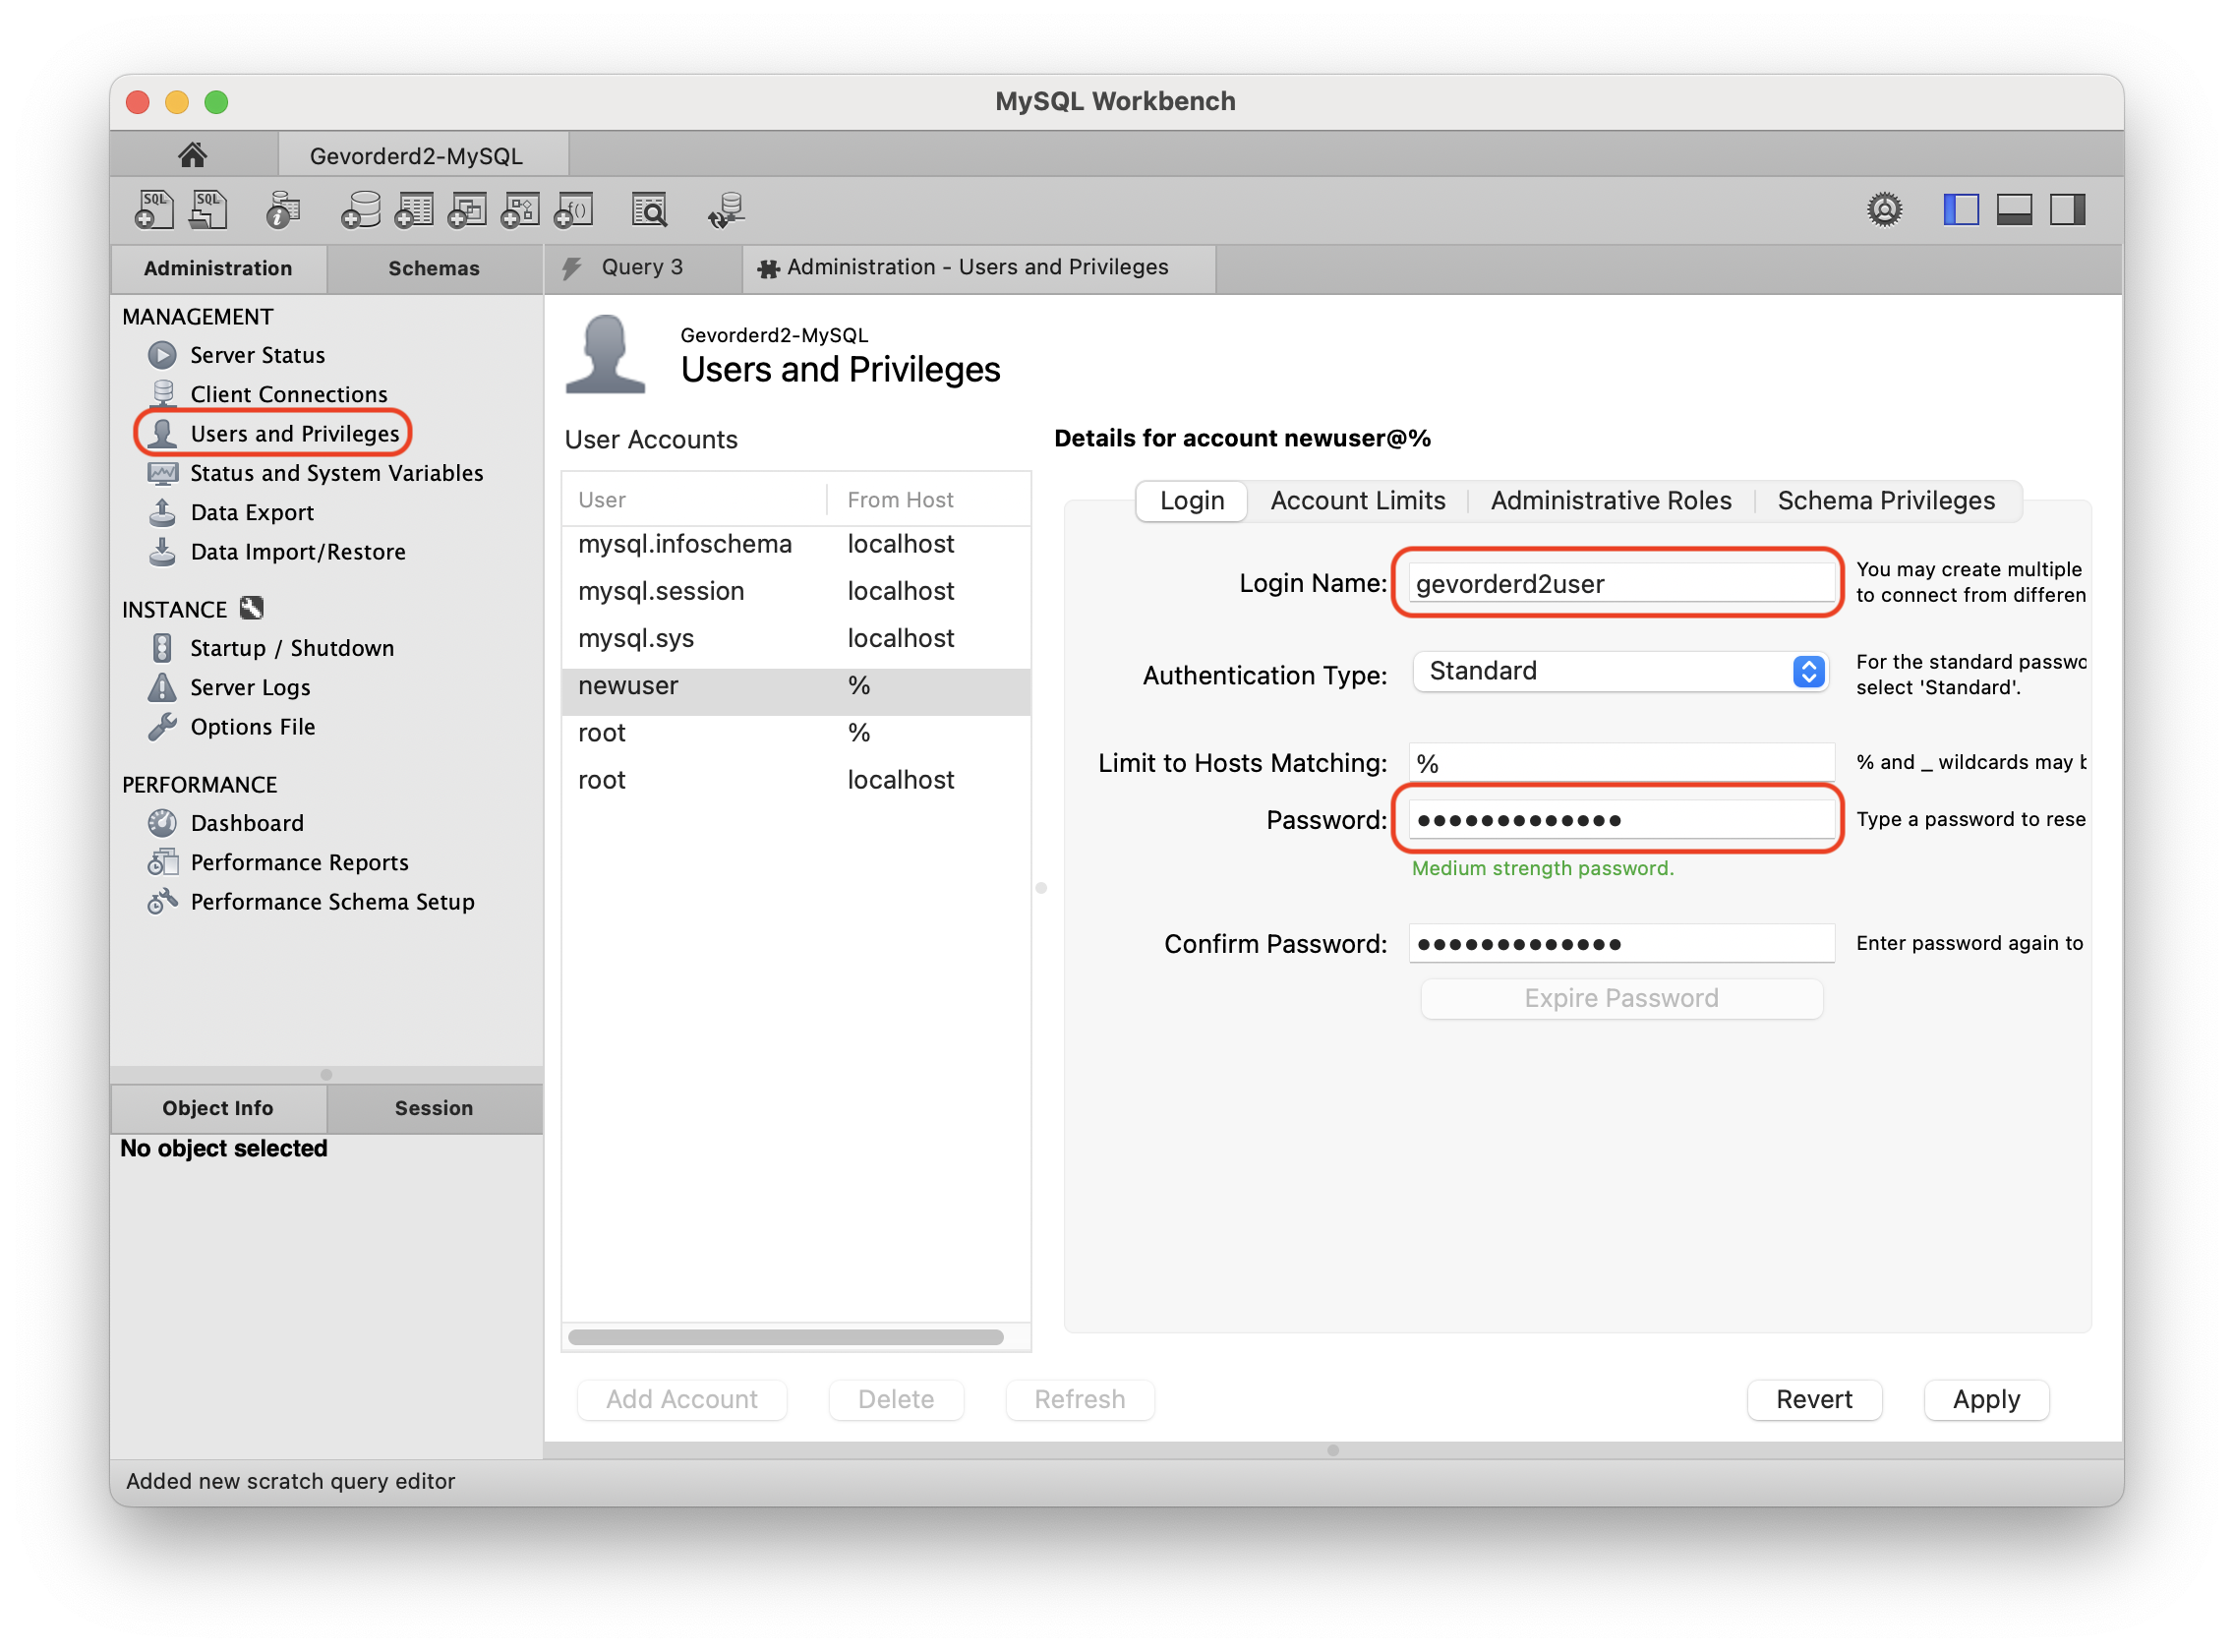 MySQL Workbench
Gevorderd2-MySQL
SQL
SQL
f()
Administration
Schemas
Query 3
Administration - Users and Privileges
MANAGEMENT
Server Status
Client Connections
Users and Privileges
Status and System Variables
Data Export
Data Import/Restore
INSTANCE
Startup / Shutdown
Server Logs
Options File
PERFORMANCE
Dashboard
Performance Reports
Performance Schema Setup
Object Info
Session
No object selected
Gevorderd2-MySQL
Users and Privileges
User Accounts
User From Host
mysql.infoschema localhost
mysql.session localhost
mysql.sys localhost
newuser %
root %
root localhost
Details for account newuser@%
Login Account Limits Administrative Roles Schema Privileges
Login Name: gevorderd2user
You may create multiple
to connect from differen
Authentication Type: Standard
For the standard passwo
select 'Standard'.
Limit to Hosts Matching: %
% and _ wildcards may b
Password: ●●●●●●●●●●●●●
Type a password to rese
Medium strength password.
Confirm Password: ●●●●●●●●●●●●●
Enter password again to
Expire Password
Add Account Delete Refresh Revert Apply
Added new scratch query editor